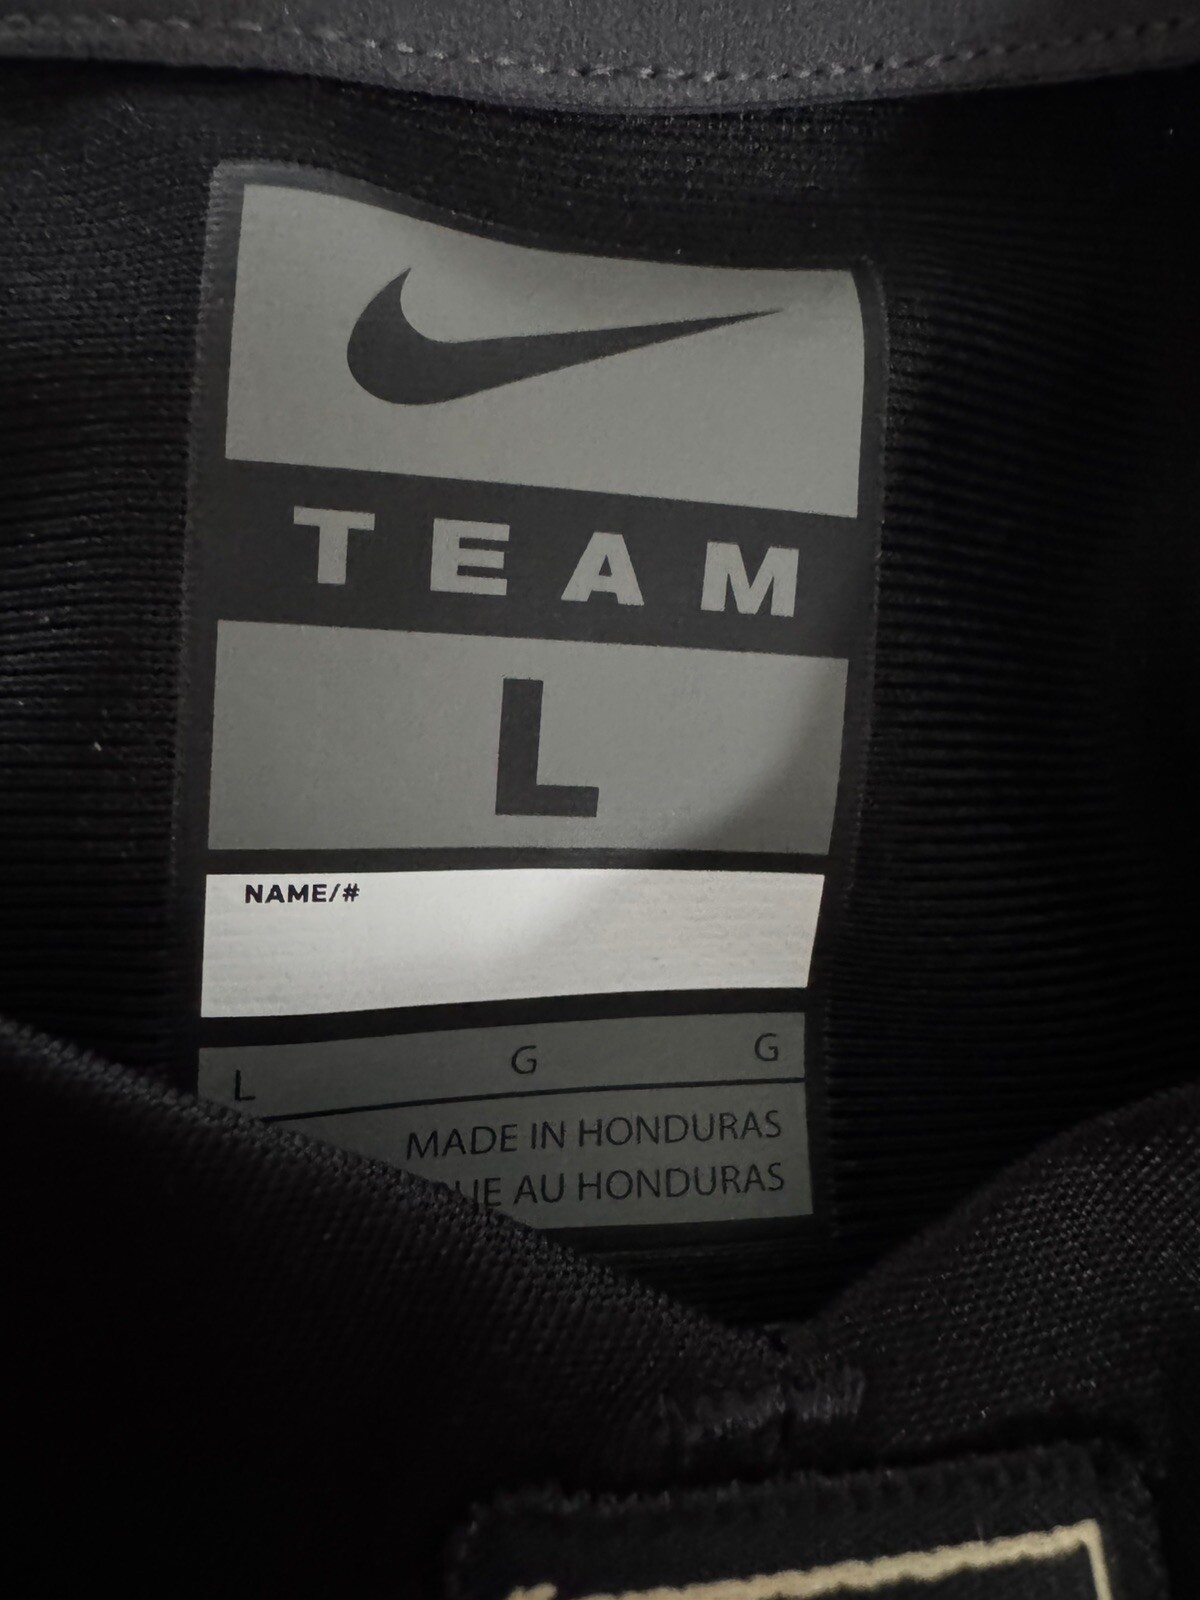 TEAM
L
NAME/#
L G G
MADE IN HONDURAS
AU HONDURAS